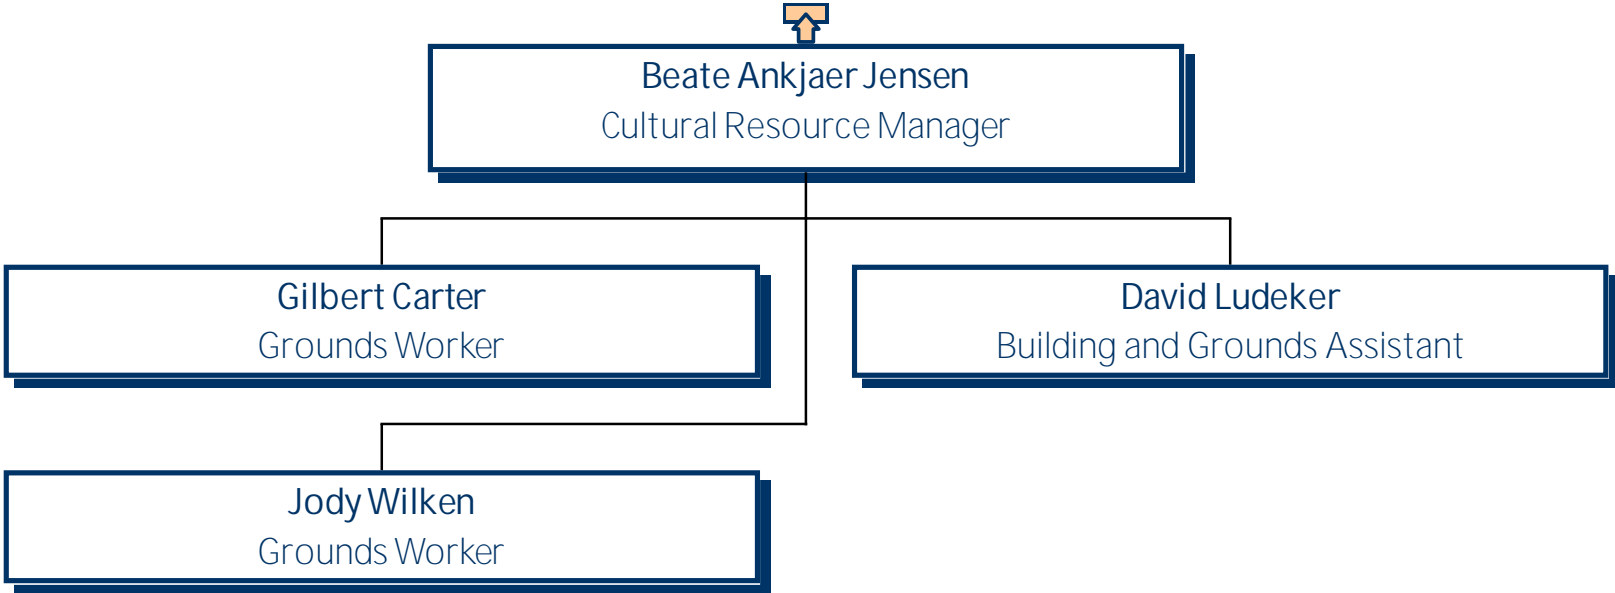 Beate Ankjaer Jensen
Cultural Resource Manager
Gilbert Carter
Grounds Worker
David Ludeker
Building and Grounds Assistant
Jody Wilken
Grounds Worker